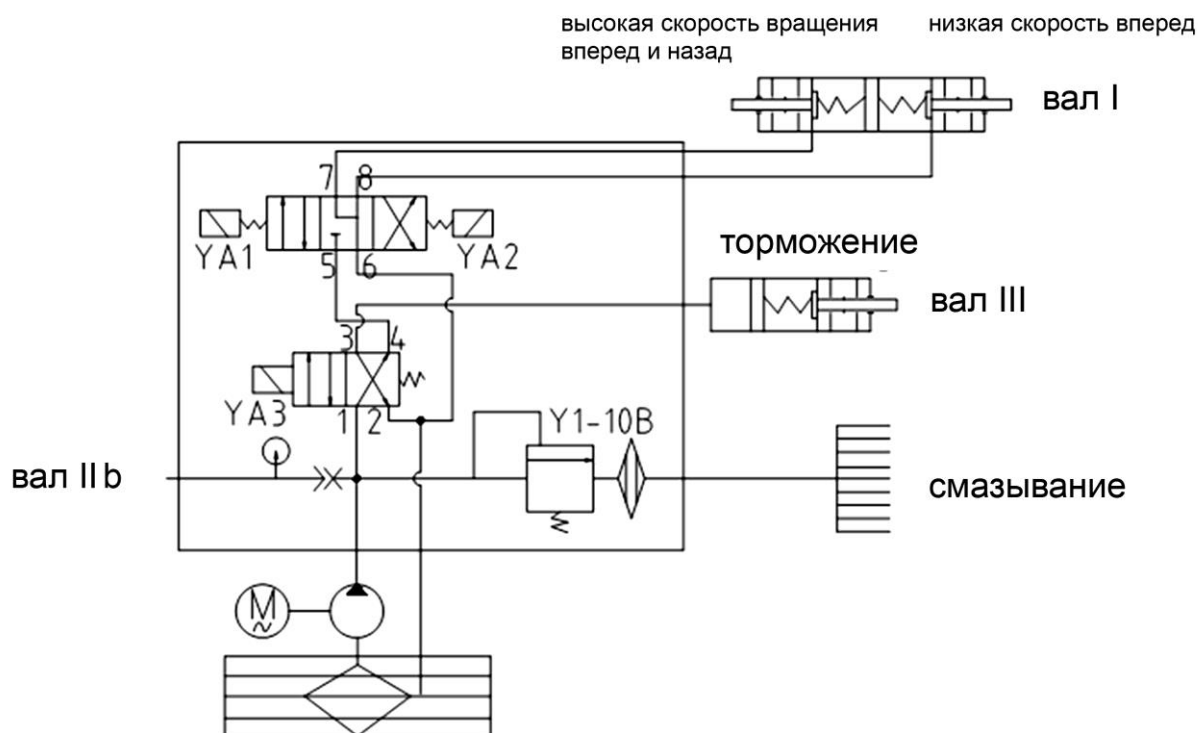 высокая скорость вращения
вперед и назад
низкая скорость вперед
вал I
7 8
YA1
YA2
5 6
торможение
вал III
3 4
YA3
1 2
Y1-10B
вал IIb
смазывание
M
~